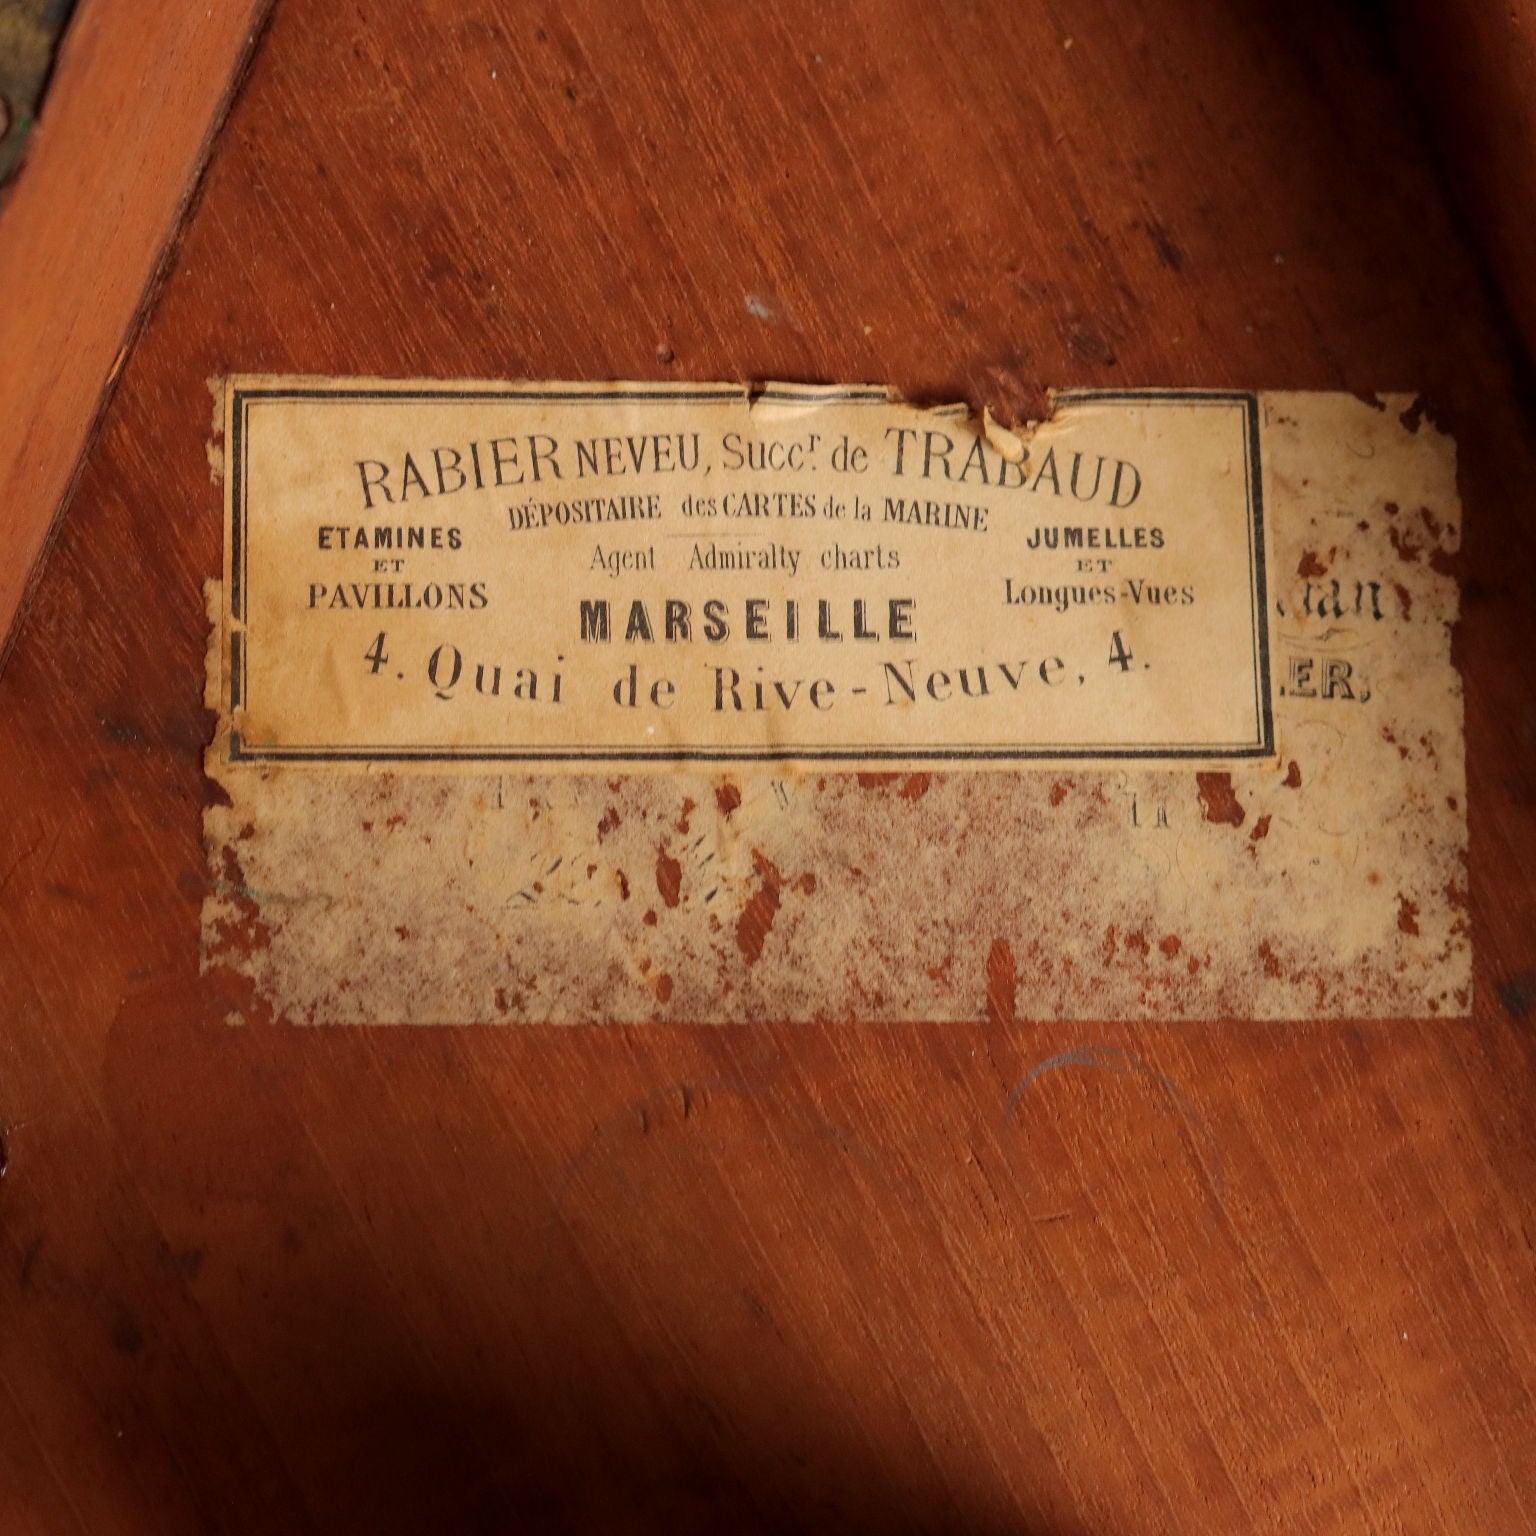 RABIER NEVEU, Succʳ. de TRABAUD
DÉPOSITAIRE des CARTES de la MARINE
ETAMINES
ET
PAVILLONS
Agent Admiralty charts
JUMELLES
ET
Longues-Vues
MARSEILLE
4. Quai de Rive-Neuve, 4.